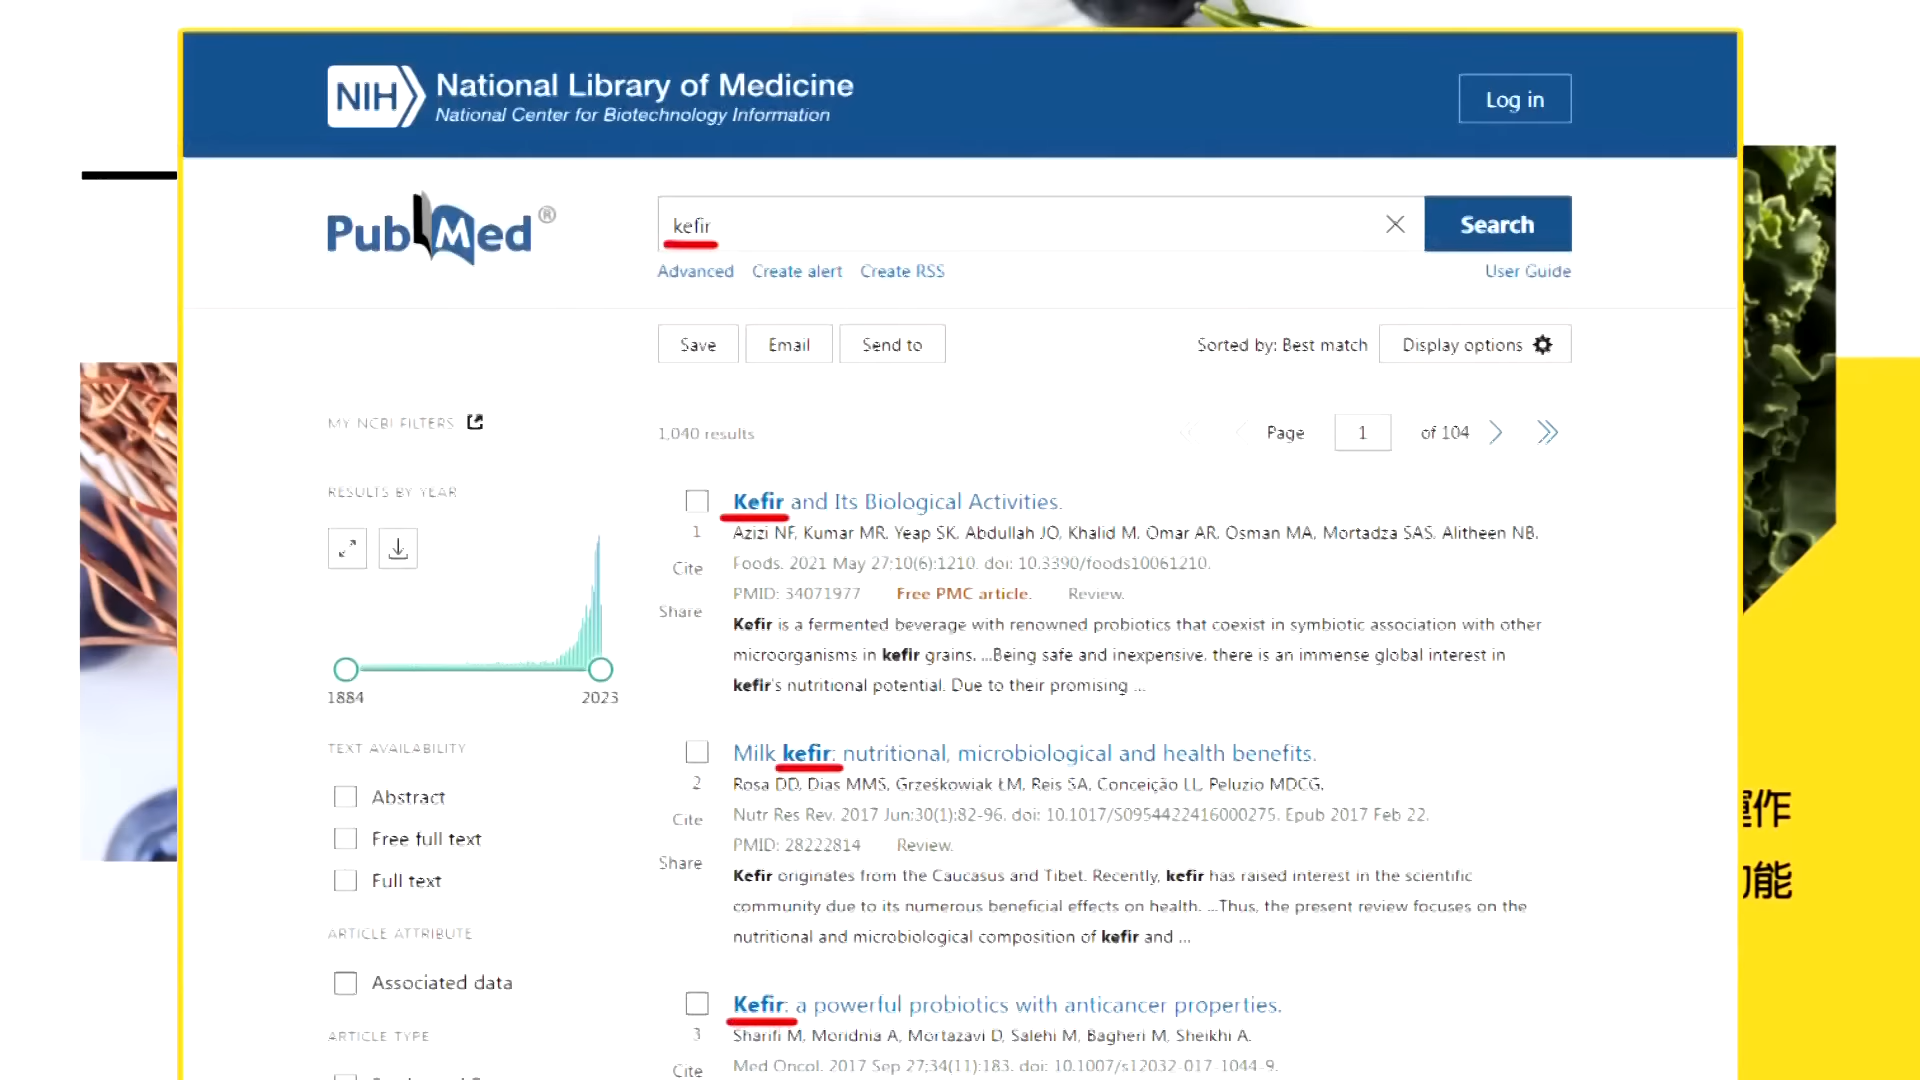 NIH National Library of Medicine
National Center for Biotechnology Information
Log in
PubMed®
kefir
Search
Advanced Create alert Create RSS
User Guide
Save Email Send to
Sorted by: Best match
Display options
MY NCBI FILTERS
1,040 results
Page 1 of 104
RESULTS BY YEAR
1884 2023
TEXT AVAILABILITY
Abstract
Free full text
Full text
ARTICLE ATTRIBUTE
Associated data
ARTICLE TYPE
Kefir and Its Biological Activities.
1
Azizi NF, Kumar MR, Yeap SK, Abdullah JO, Khalid M, Omar AR, Osman MA, Mortadza SAS, Alitheen NB.
Cite
Foods. 2021 May 27;10(6):1210. doi: 10.3390/foods10061210.
PMID: 34071977 Free PMC article. Review.
Share
Kefir is a fermented beverage with renowned probiotics that coexist in symbiotic association with other
microorganisms in kefir grains. ...Being safe and inexpensive, there is an immense global interest in
kefir's nutritional potential. Due to their promising ...
Milk kefir: nutritional, microbiological and health benefits.
2
Rosa DD, Dias MMS, Grześkowiak ŁM, Reis SA, Conceição LL, Peluzio MDCG.
Cite
Nutr Res Rev. 2017 Jun;30(1):82-96. doi: 10.1017/S0954422416000275. Epub 2017 Feb 22.
PMID: 28222814 Review.
Share
Kefir originates from the Caucasus and Tibet. Recently, kefir has raised interest in the scientific
community due to its numerous beneficial effects on health. ...Thus, the present review focuses on the
nutritional and microbiological composition of kefir and ...
Kefir: a powerful probiotics with anticancer properties.
3
Sharifi M, Moridnia A, Mortazavi D, Salehi M, Bagheri M, Sheikhi A.
Cite
Med Oncol. 2017 Sep 27;34(11):183. doi: 10.1007/s12032-017-1044-9.
作
能